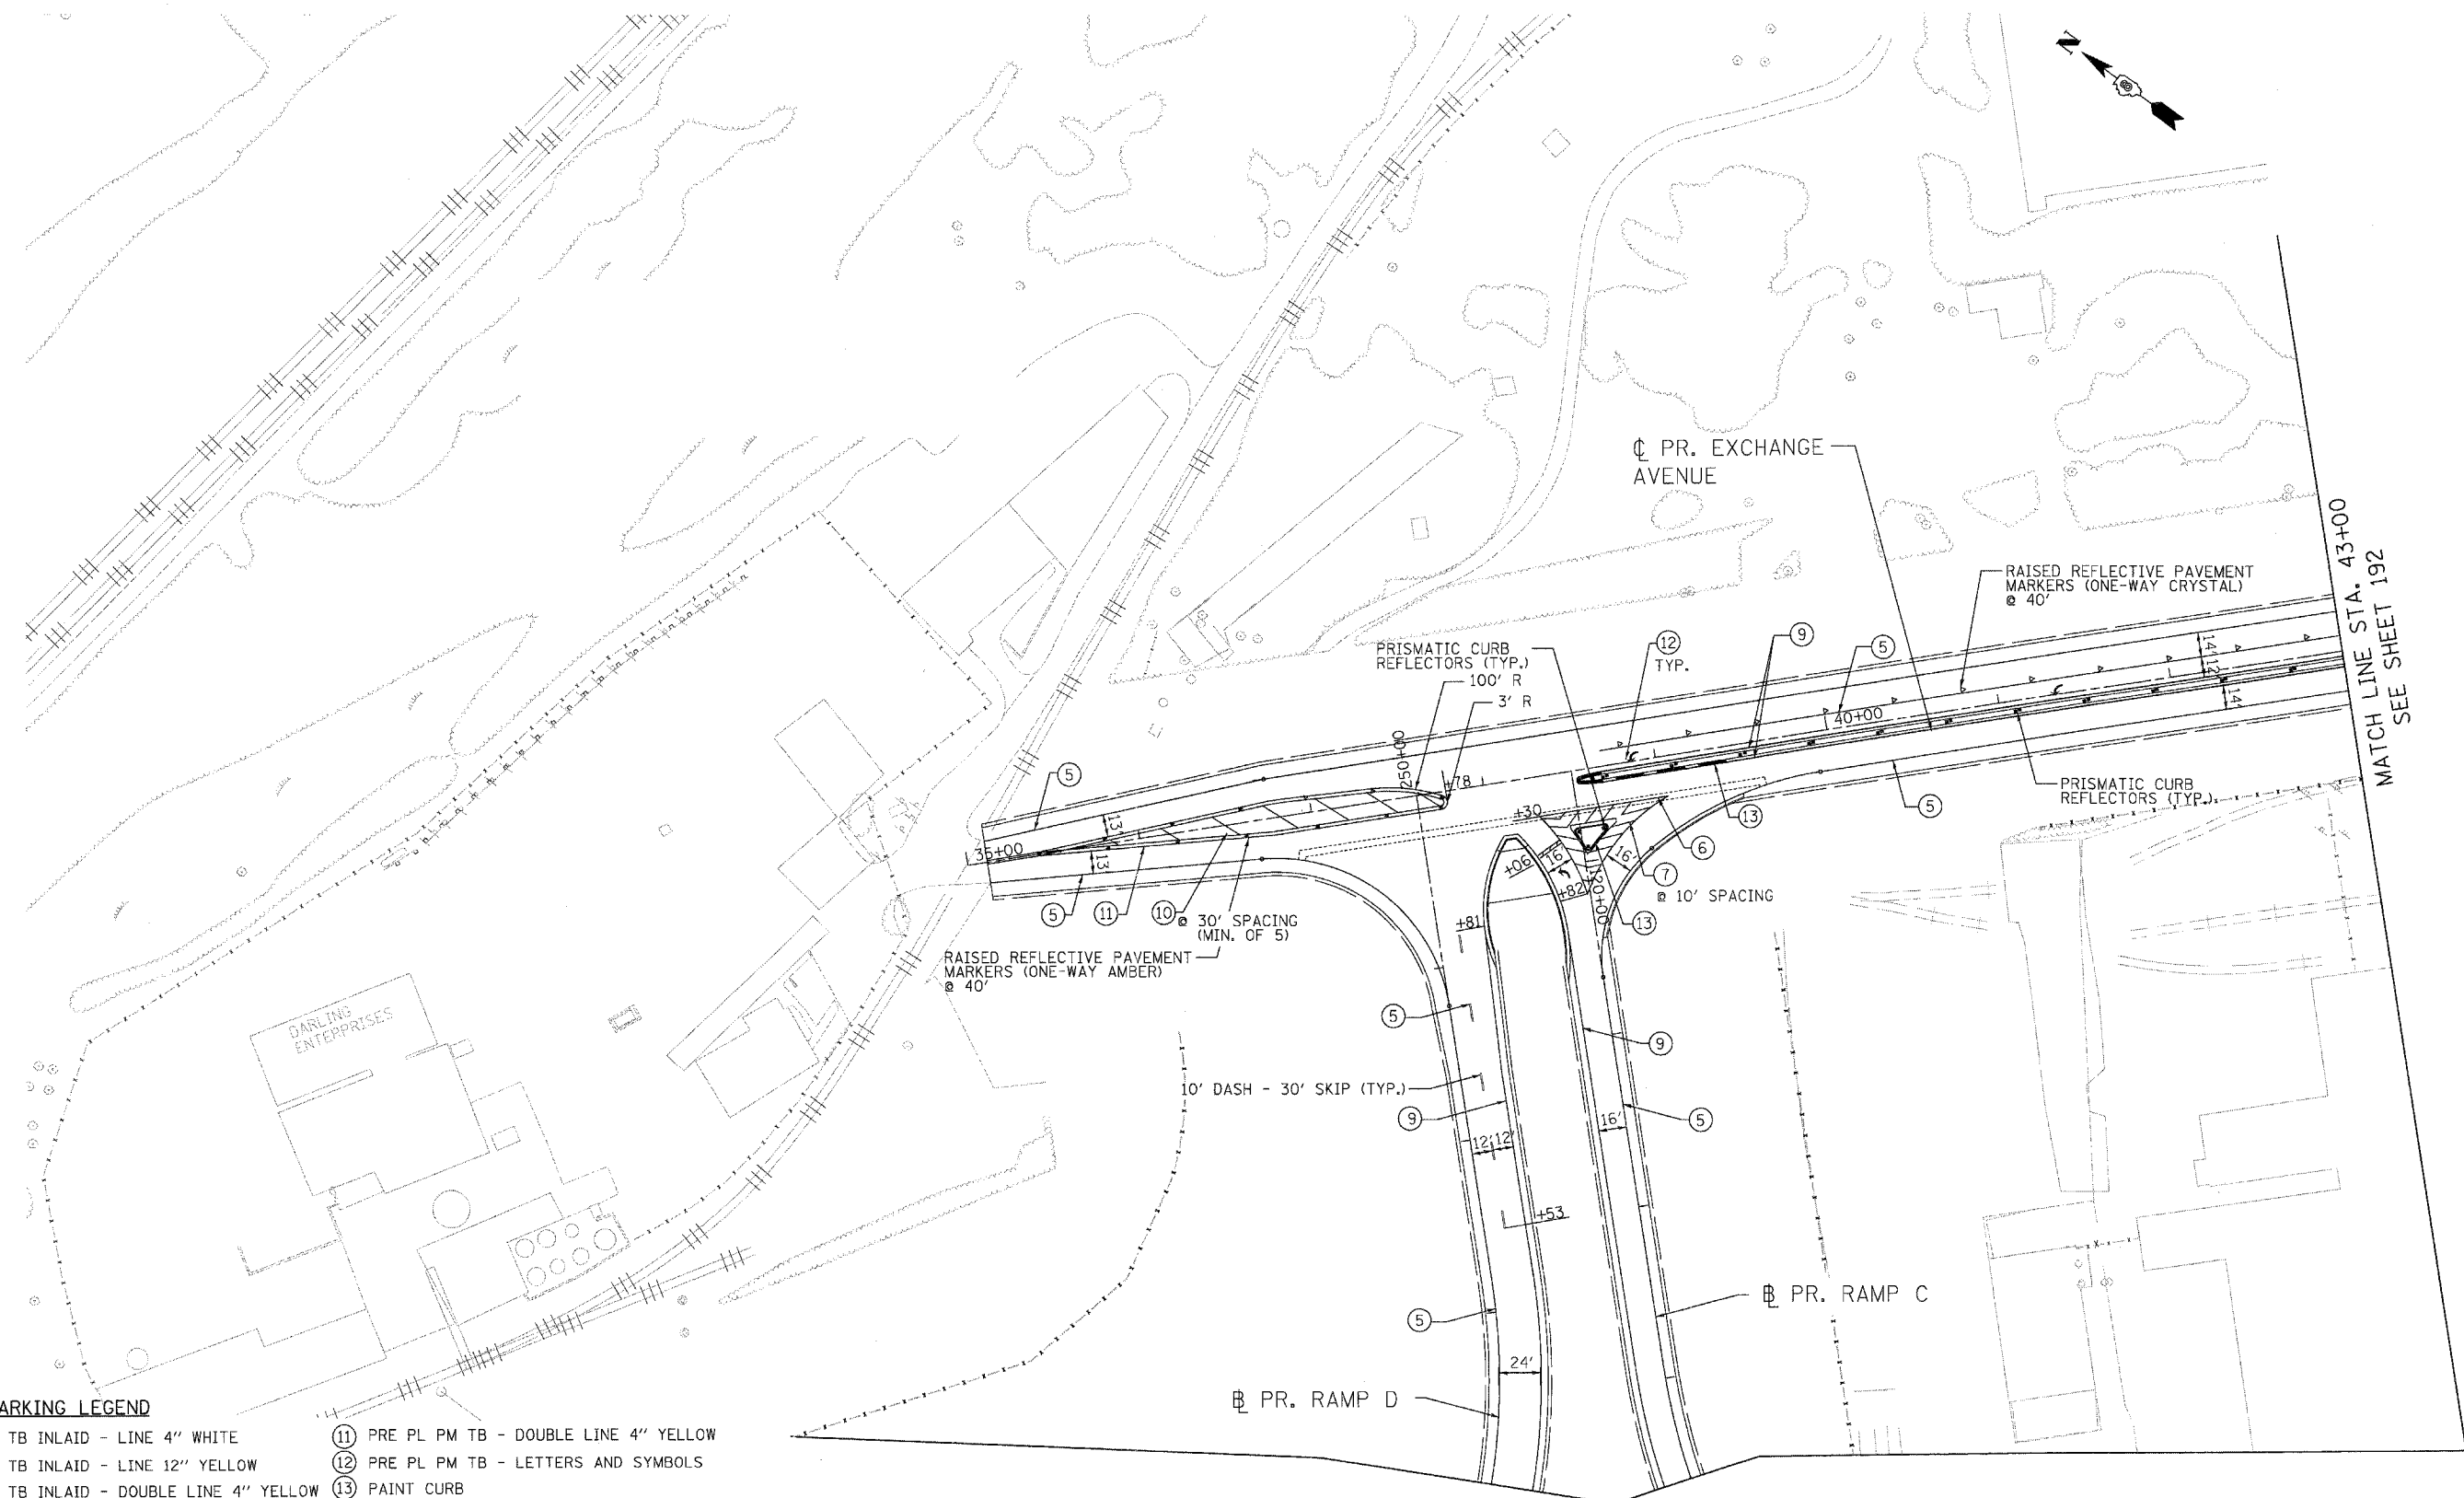 N
₵ PR. EXCHANGE
AVENUE
RAISED REFLECTIVE PAVEMENT
MARKERS (ONE-WAY CRYSTAL)
@ 40'
MATCH LINE STA. 43+00
SEE SHEET 192
PRISMATIC CURB
REFLECTORS (TYP.)
100' R
3' R
12
TYP.
9
5
14'
12'
14'
40+00
250+00
+78
5
13'
35+00
13'
+30
PRISMATIC CURB
REFLECTORS (TYP.)
5
13
6
+06
16'
16'
7
@ 10' SPACING
+82
120+00
13
5
11
10
@ 30' SPACING
(MIN. OF 5)
+81
RAISED REFLECTIVE PAVEMENT
MARKERS (ONE-WAY AMBER)
@ 40'
DARLING
ENTERPRISES
5
9
10' DASH - 30' SKIP (TYP.)
9
5
16'
12'
12'
+53
5
24'
PR. RAMP C
PR. RAMP D
ARKING LEGEND
TB INLAID - LINE 4" WHITE
TB INLAID - LINE 12" YELLOW
TB INLAID - DOUBLE LINE 4" YELLOW
11 PRE PL PM TB - DOUBLE LINE 4" YELLOW
12 PRE PL PM TB - LETTERS AND SYMBOLS
13 PAINT CURB